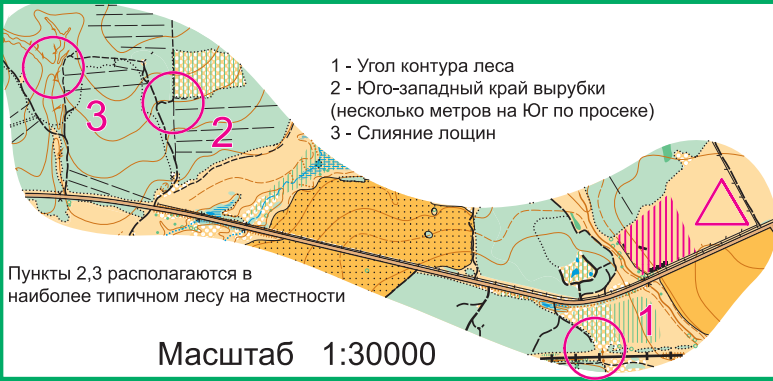 1 - Угол контура леса
2 - Юго-западный край вырубки
(несколько метров на Юг по просеке)
3 - Слияние лощин
3
2
1
Пункты 2,3 располагаются в
наиболее типичном лесу на местности
Масштаб 1:30000